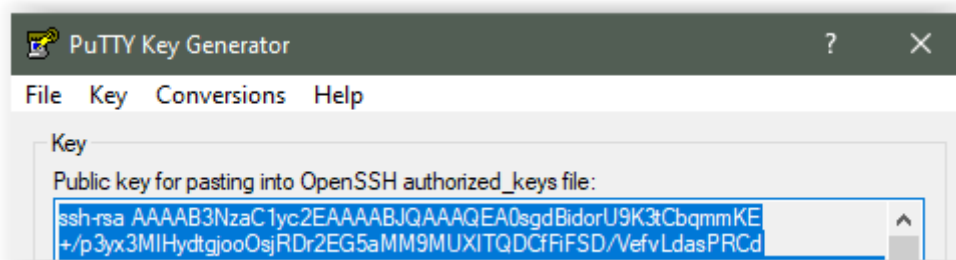 PuTTY Key Generator ?
File Key Conversions Help
Key
Public key for pasting into OpenSSH authorized_keys file:
ssh-rsa AAAAB3NzaC1yc2EAAAABJQAAAQEA0sgdBidorU9K3tCbqmmKE
+/p3yx3MIHydtgjooOsjRDr2EG5aMM9MUXITQDCfFiFSD/VefvLdasPRCd